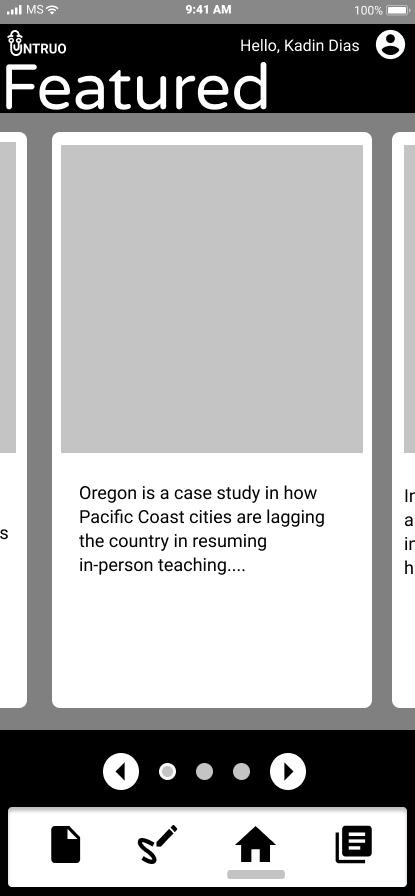 MS
9:41 AM
100%
UNTRUO
Hello, Kadin Dias
Featured
s
Oregon is a case study in how
Pacific Coast cities are lagging
the country in resuming
in-person teaching....
In
a
in
h